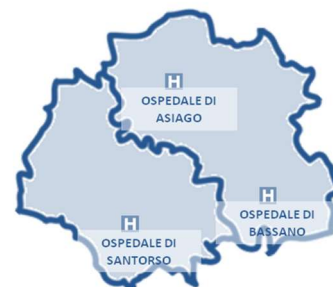 H
OSPEDALE DI
ASIAGO
H
OSPEDALE DI
BASSANO
H
OSPEDALE DI
SANTORSO